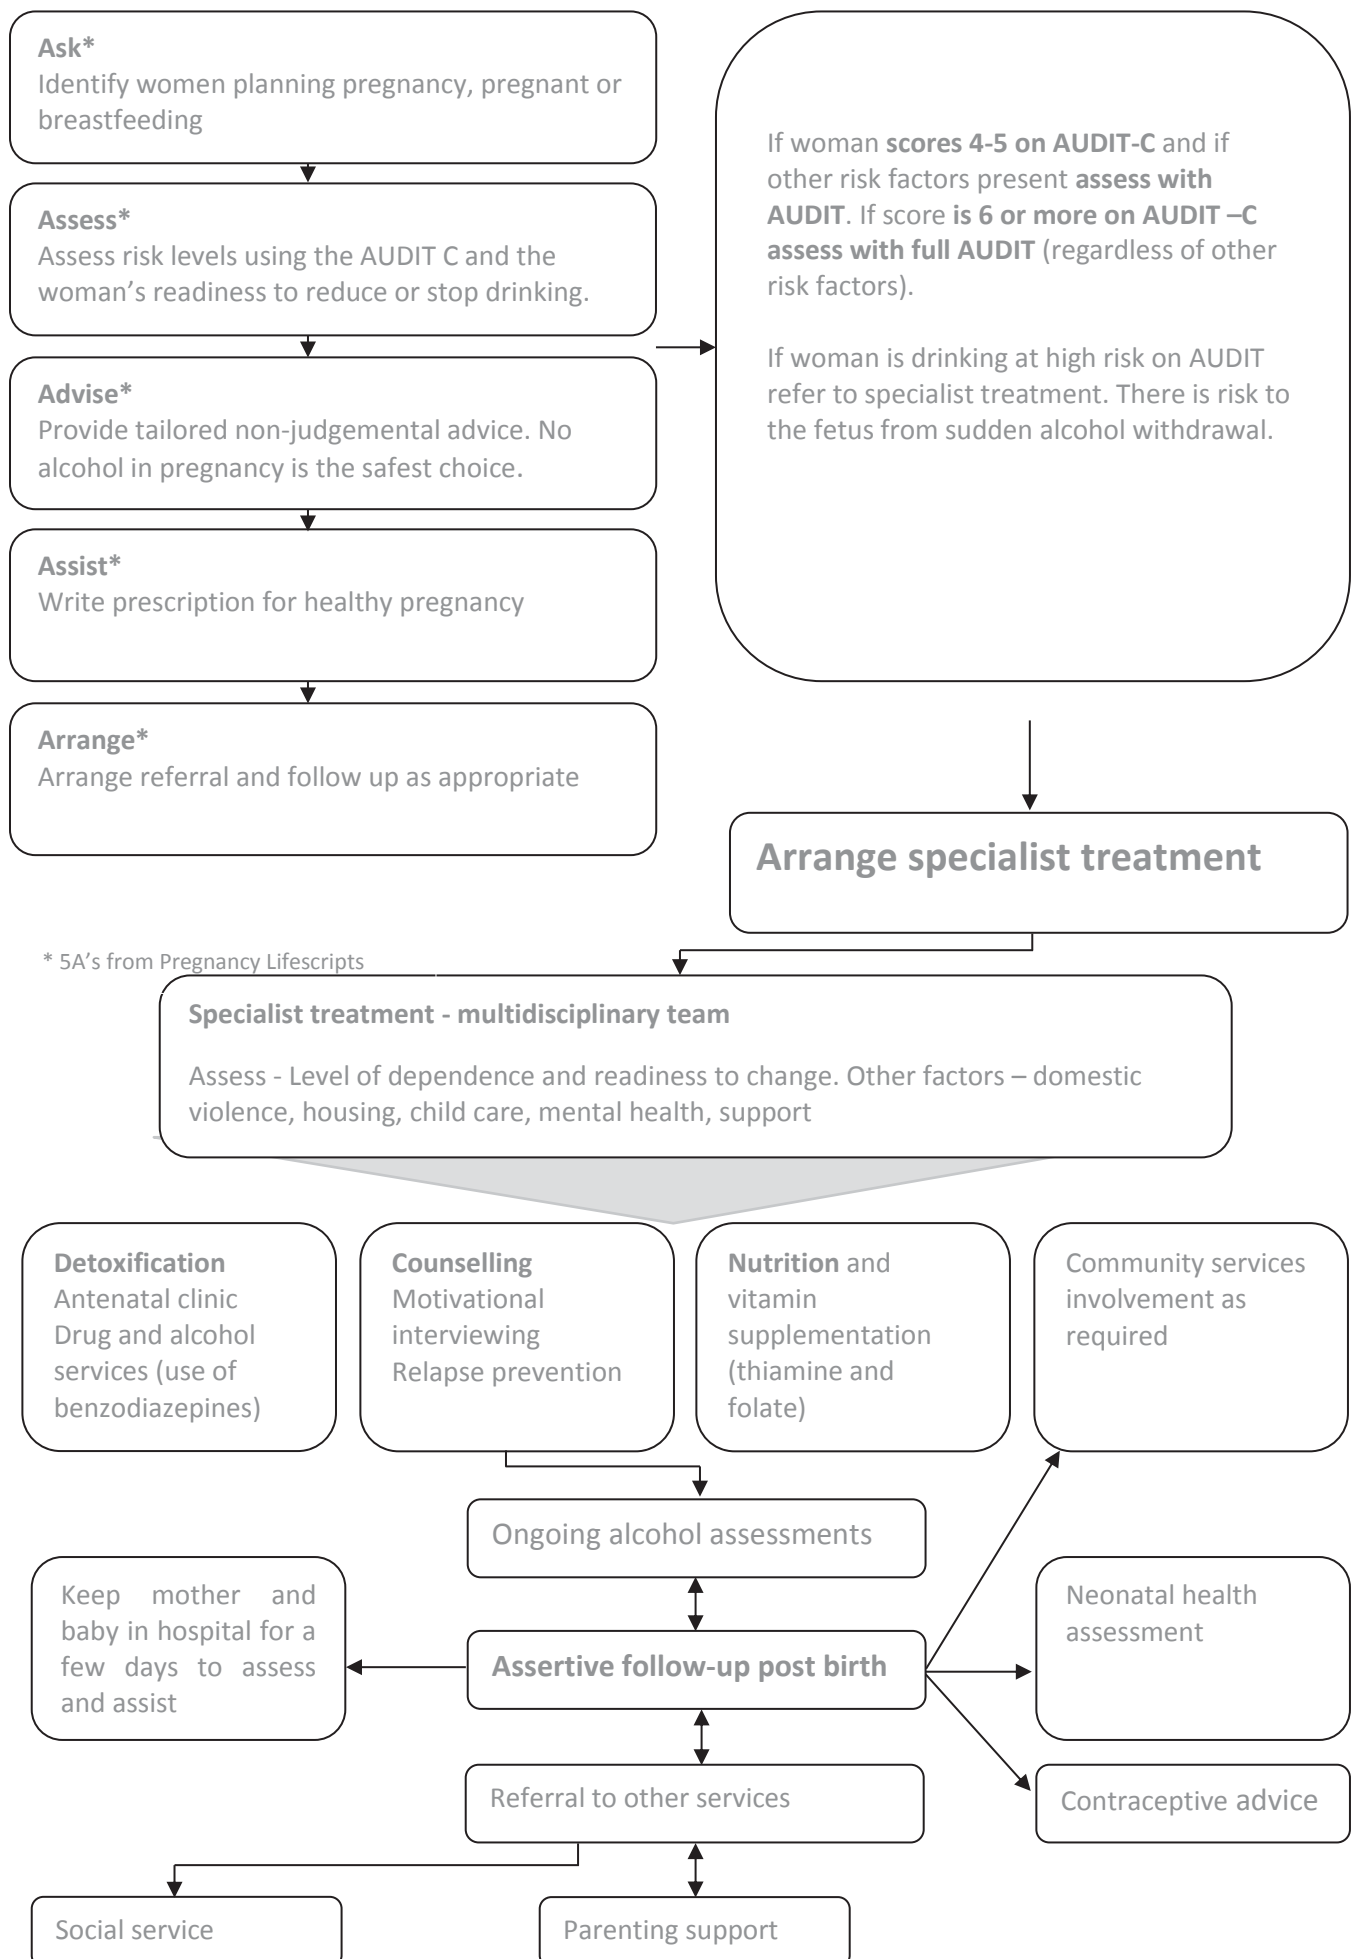 Ask*
Identify women planning pregnancy, pregnant or
breastfeeding
Assess*
Assess risk levels using the AUDIT C and the
woman's readiness to reduce or stop drinking.
Advise*
Provide tailored non-judgemental advice. No
alcohol in pregnancy is the safest choice.
Assist*
Write prescription for healthy pregnancy
Arrange*
Arrange referral and follow up as appropriate
If woman scores 4-5 on AUDIT-C and if
other risk factors present assess with
AUDIT. If score is 6 or more on AUDIT –C
assess with full AUDIT (regardless of other
risk factors).
If woman is drinking at high risk on AUDIT
refer to specialist treatment. There is risk to
the fetus from sudden alcohol withdrawal.
Arrange specialist treatment
* 5A's from Pregnancy Lifescripts
Specialist treatment - multidisciplinary team
Assess - Level of dependence and readiness to change. Other factors – domestic
violence, housing, child care, mental health, support
Detoxification
Antenatal clinic
Drug and alcohol
services (use of
benzodiazepines)
Counselling
Motivational
interviewing
Relapse prevention
Nutrition and
vitamin
supplementation
(thiamine and
folate)
Community services
involvement as
required
Ongoing alcohol assessments
Keep mother and
baby in hospital for a
few days to assess
and assist
Assertive follow-up post birth
Neonatal health
assessment
Referral to other services
Contraceptive advice
Social service
Parenting support